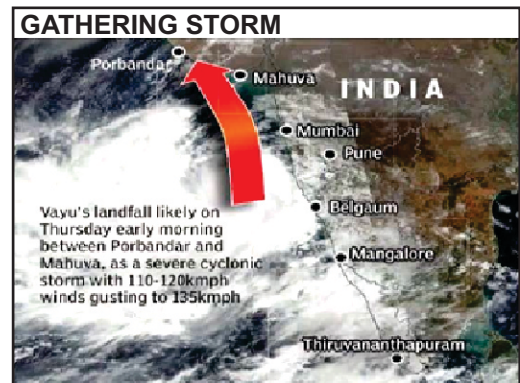 GATHERING STORM
Porbandar
Mahuva
INDIA
Mumbai
Pune
Belgaum
Vayu's landfall likely on
Thursday early morning
between Porbandar and
Mahuva, as a severe cyclonic
storm with 110-120kmph
winds gusting to 135kmph
Mangalore
Thiruvananthapuram